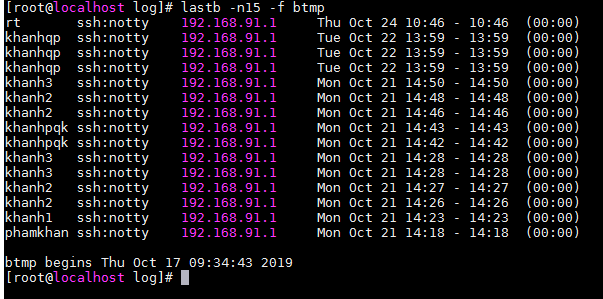 [root@localhost log]# lastb -n15 -f btmp
rt       ssh:notty    192.168.91.1     Thu Oct 24 10:46 - 10:46  (00:00)
khanhqp  ssh:notty    192.168.91.1     Tue Oct 22 13:59 - 13:59  (00:00)
khanhqp  ssh:notty    192.168.91.1     Tue Oct 22 13:59 - 13:59  (00:00)
khanhqp  ssh:notty    192.168.91.1     Tue Oct 22 13:59 - 13:59  (00:00)
khanh3   ssh:notty    192.168.91.1     Mon Oct 21 14:50 - 14:50  (00:00)
khanh2   ssh:notty    192.168.91.1     Mon Oct 21 14:48 - 14:48  (00:00)
khanh2   ssh:notty    192.168.91.1     Mon Oct 21 14:46 - 14:46  (00:00)
khanhpqk ssh:notty    192.168.91.1     Mon Oct 21 14:43 - 14:43  (00:00)
khanhpqk ssh:notty    192.168.91.1     Mon Oct 21 14:42 - 14:42  (00:00)
khanh3   ssh:notty    192.168.91.1     Mon Oct 21 14:28 - 14:28  (00:00)
khanh3   ssh:notty    192.168.91.1     Mon Oct 21 14:28 - 14:28  (00:00)
khanh2   ssh:notty    192.168.91.1     Mon Oct 21 14:27 - 14:27  (00:00)
khanh2   ssh:notty    192.168.91.1     Mon Oct 21 14:26 - 14:26  (00:00)
khanh1   ssh:notty    192.168.91.1     Mon Oct 21 14:23 - 14:23  (00:00)
phamkhan ssh:notty    192.168.91.1     Mon Oct 21 14:18 - 14:18  (00:00)
btmp begins Thu Oct 17 09:34:43 2019
[root@localhost log]#